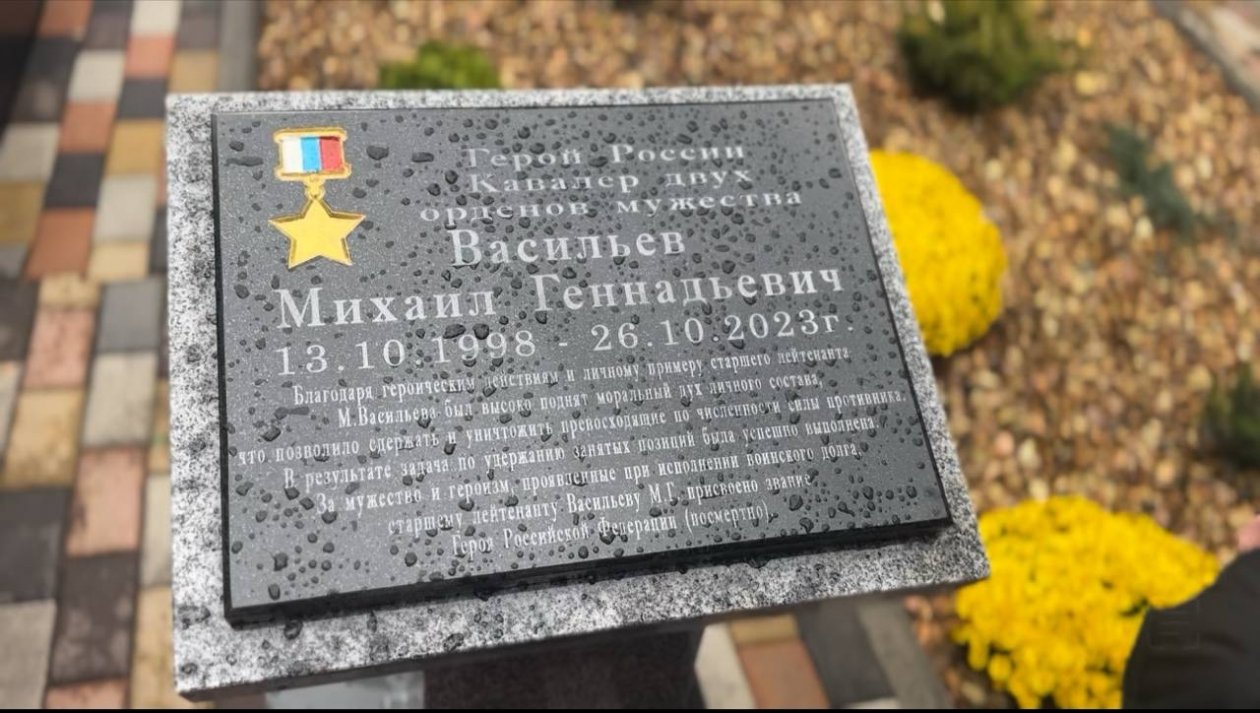 Герой России
Кавалер двух
орденов мужества
Васильев
Михаил Геннадьевич
13.10.1998 - 26.10.2023г.
Благодаря героическим действиям и личному примеру старшего лейтенанта
М.Васильева был высоко поднят моральный дух личного состава,
что позволило сдержать и уничтожить превосходящие по численности силы противника.
В результате задача по удержанию занятых позиций была успешно выполнена.
За мужество и героизм, проявленные при исполнении воинского долга,
старшему лейтенанту Васильеву М.Г. присвоено звание
Героя Российской Федерации (посмертно).